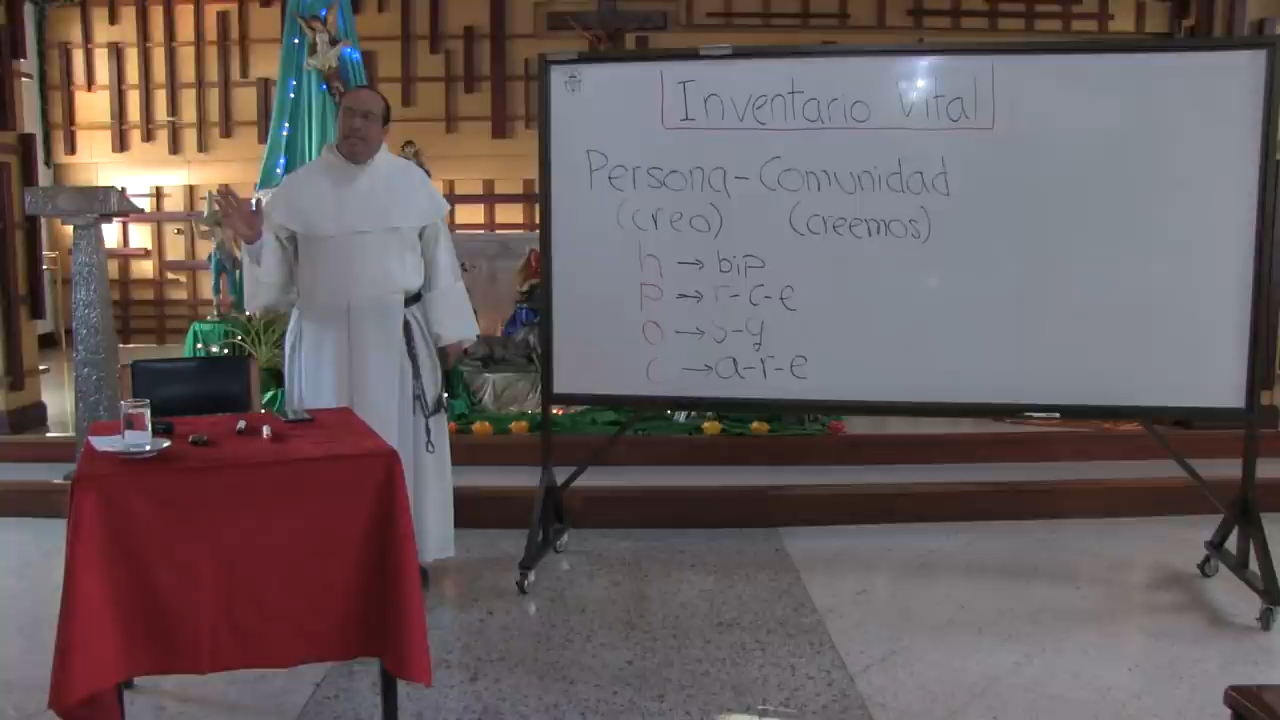 Inventario Vital
Persona - Comunidad
(creo) (creemos)
h → bip
p → r-c-e
o → s-g
c → a-r-e